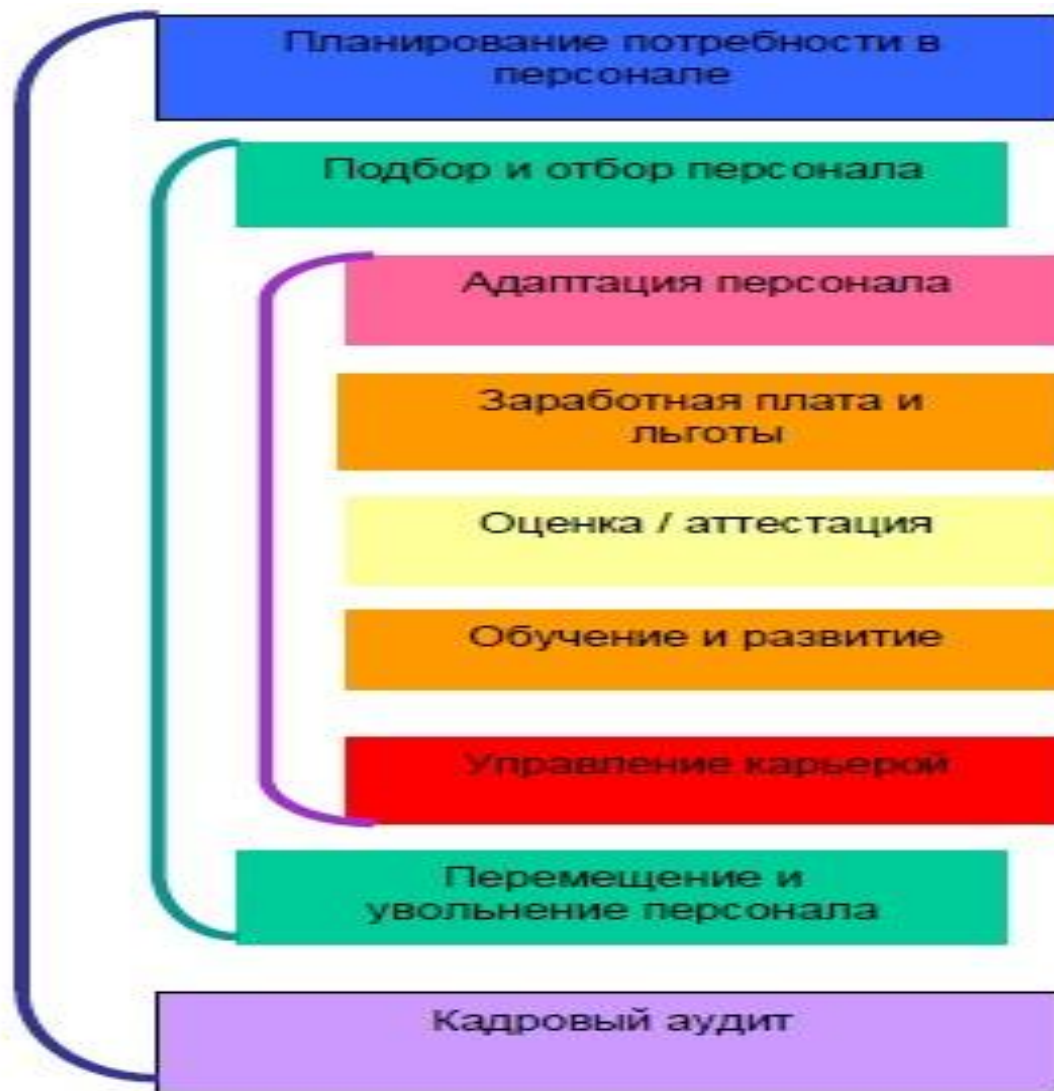 Планирование потребности в
персонале
Подбор и отбор персонала
Адаптация персонала
Заработная плата и
льготы
Оценка / аттестация
Обучение и развитие
Управление карьерой
Перемещение и
увольнение персонала
Кадровый аудит